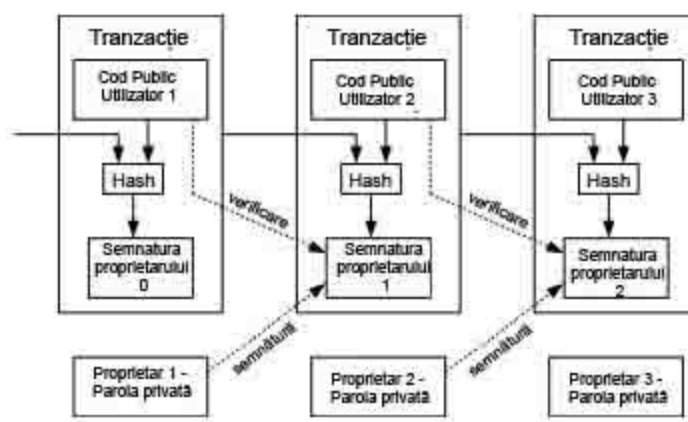 Tranzacție
Cod Public
Utilizator 1
Hash
Semnatura
proprietarului
0
Tranzacție
Cod Public
Utilizator 2
Hash
Semnatura
proprietarului
1
Tranzacție
Cod Public
Utilizator 3
Hash
Semnatura
proprietarului
2
verificare
verificare
semnătură
semnătură
Proprietar 1 -
Parola privată
Proprietar 2 -
Parola privată
Proprietar 3 -
Parola privată